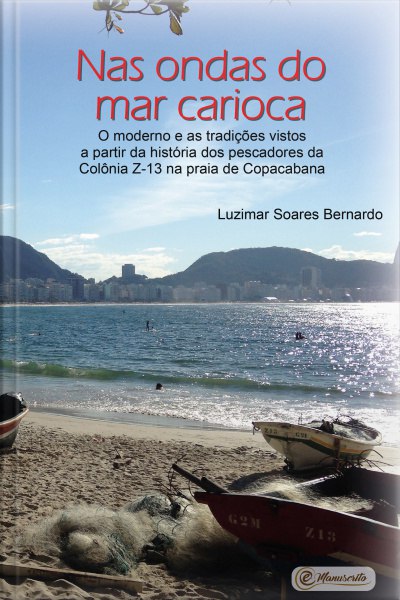 Nas ondas do
mar carioca
O moderno e as tradições vistos
a partir da história dos pescadores da
Colônia Z-13 na praia de Copacabana
Luzimar Soares Bernardo
G2M
Z13
e Manuscrito